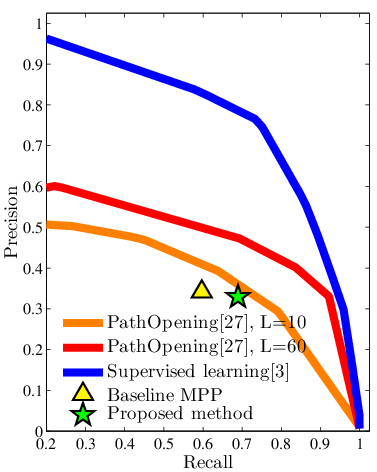 1
0.9
0.8
0.7
0.6
0.5
0.4
0.3
0.2
0.1
0
Precision
PathOpening[27], L=10
PathOpening[27], L=60
Supervised learning[3]
Baseline MPP
Proposed method
0.2 0.3 0.4 0.5 0.6 0.7 0.8 0.9 1
Recall